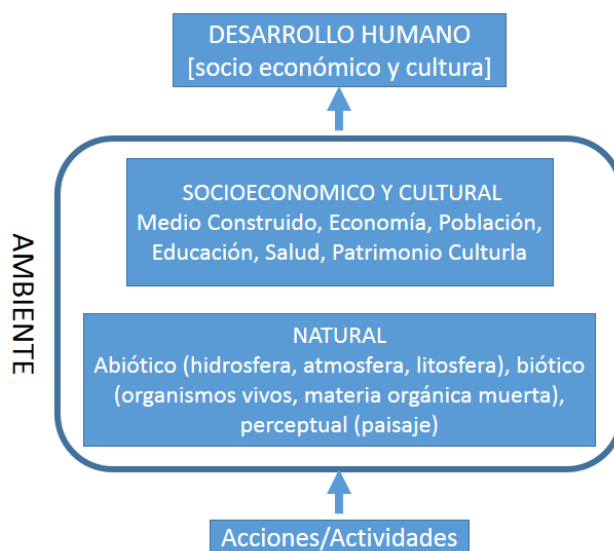 DESARROLLO HUMANO
[socio económico y cultura]
AMBIENTE
SOCIOECONOMICO Y CULTURAL
Medio Construido, Economía, Población,
Educación, Salud, Patrimonio Culturla
NATURAL
Abiótico (hidrosfera, atmosfera, litosfera), biótico
(organismos vivos, materia orgánica muerta),
perceptual (paisaje)
Acciones/Actividades